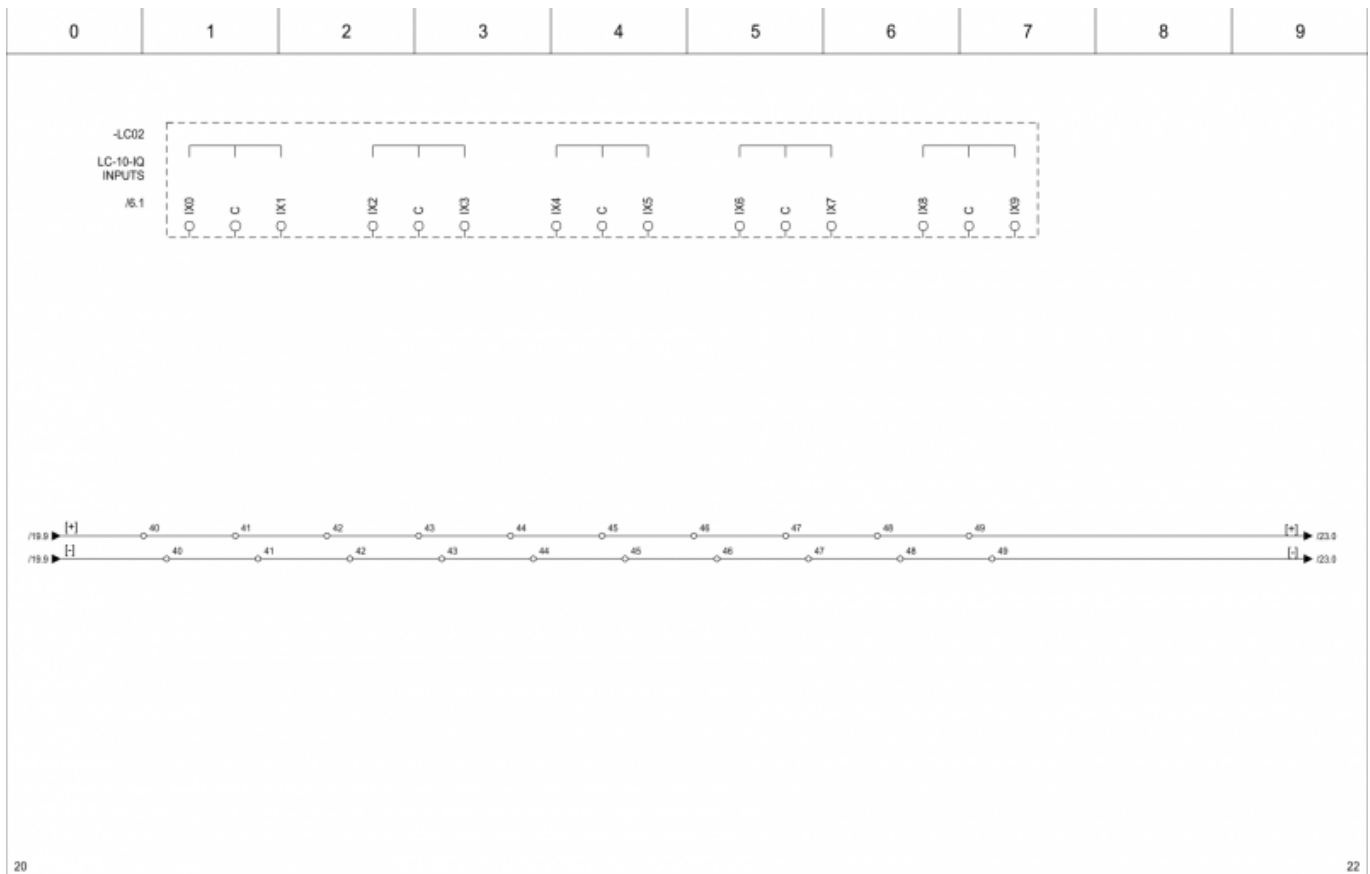 0 1 2 3 4 5 6 7 8 9
-LC02
LC-10-IQ
INPUTS
/6.1
IX0 C IX1 IX2 C IX3 IX4 C IX5 IX6 C IX7 IX8 C IX9
/19.9 [+] 40 41 42 43 44 45 46 47 48 49 [+] /23.0
/19.9 [-] 40 41 42 43 44 45 46 47 48 49 [-] /23.0
20 22